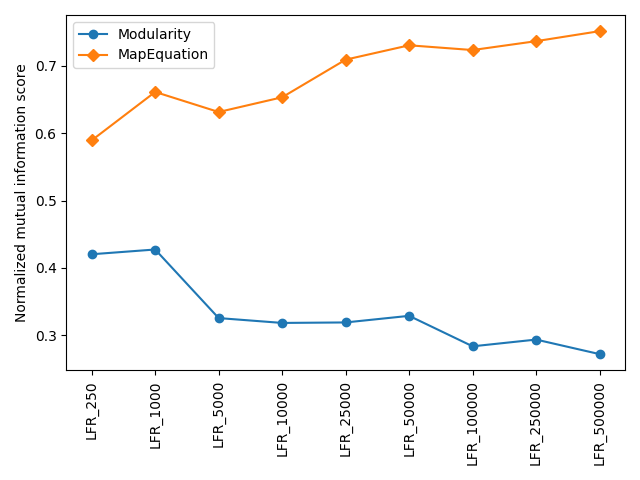 Modularity
MapEquation
Normalized mutual information score
0.7
0.6
0.5
0.4
0.3
LFR_250
LFR_1000
LFR_5000
LFR_10000
LFR_25000
LFR_50000
LFR_100000
LFR_250000
LFR_500000